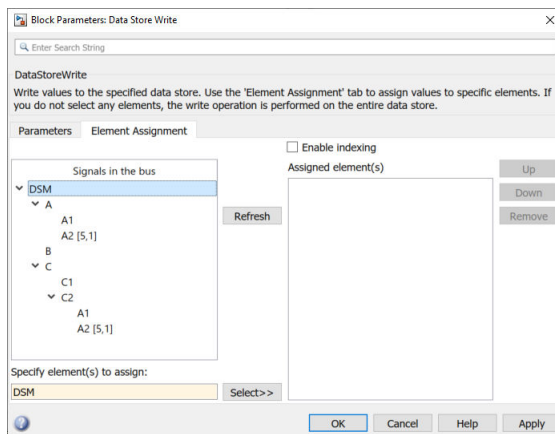 Block Parameters: Data Store Write
Enter Search String
DataStoreWrite
Write values to the specified data store. Use the 'Element Assignment' tab to assign values to specific elements. If
you do not select any elements, the write operation is performed on the entire data store.
Parameters Element Assignment
Enable indexing
Signals in the bus
DSM
A
A1
A2 [5,1]
B
C
C1
C2
A1
A2 [5,1]
Refresh
Assigned element(s)
Up
Down
Remove
Specify element(s) to assign:
DSM
Select>>
OK Cancel Help Apply